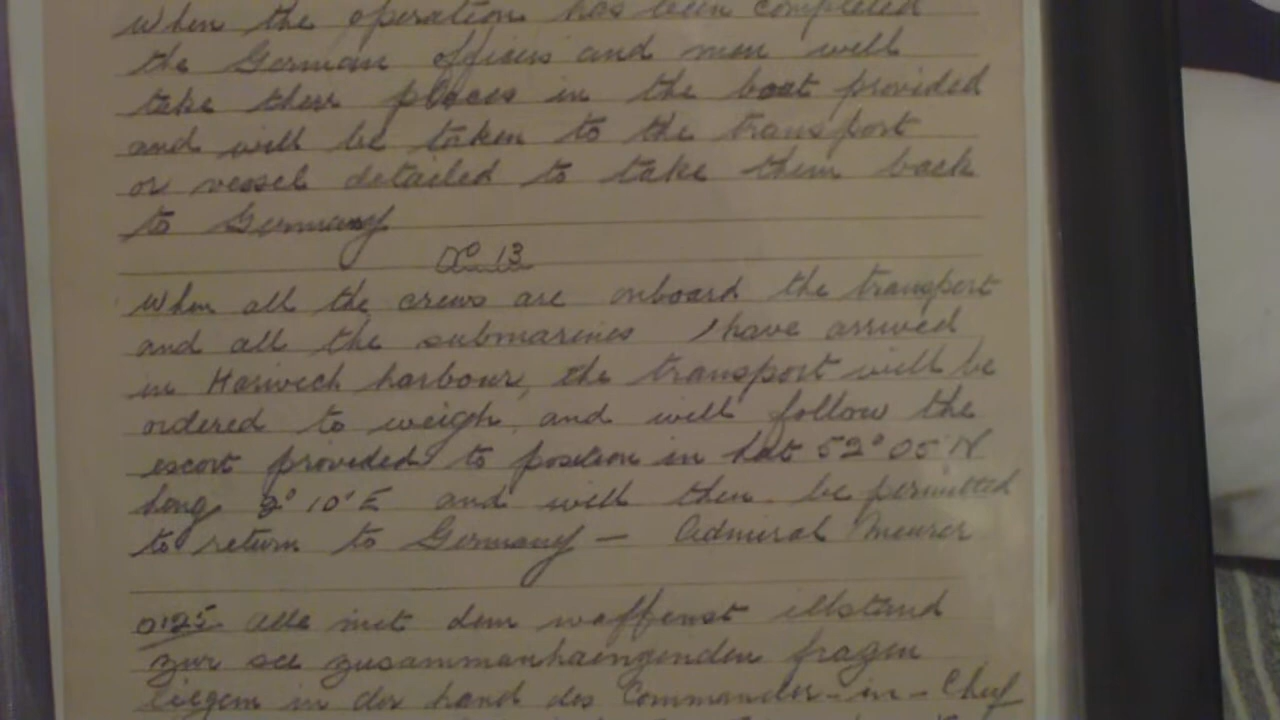 When the operation has been completed
the German officers and men will
take their places in the boat provided
and will be taken to the transport
or vessel detailed to take them back
to Germany
No 13
When all the crews are onboard the transport
and all the submarines have arrived
in Harwich harbour, the transport will be
ordered to weigh and will follow the
escort provided to position in Lat 52° 05' N
Long 2° 10' E and will then be permitted
to return to Germany — Admiral Meurer
0125 Alle mit dem waffenst illstand
zur see zusammanhaengenden fragen
liegem in der hand des Commander-in-Chief